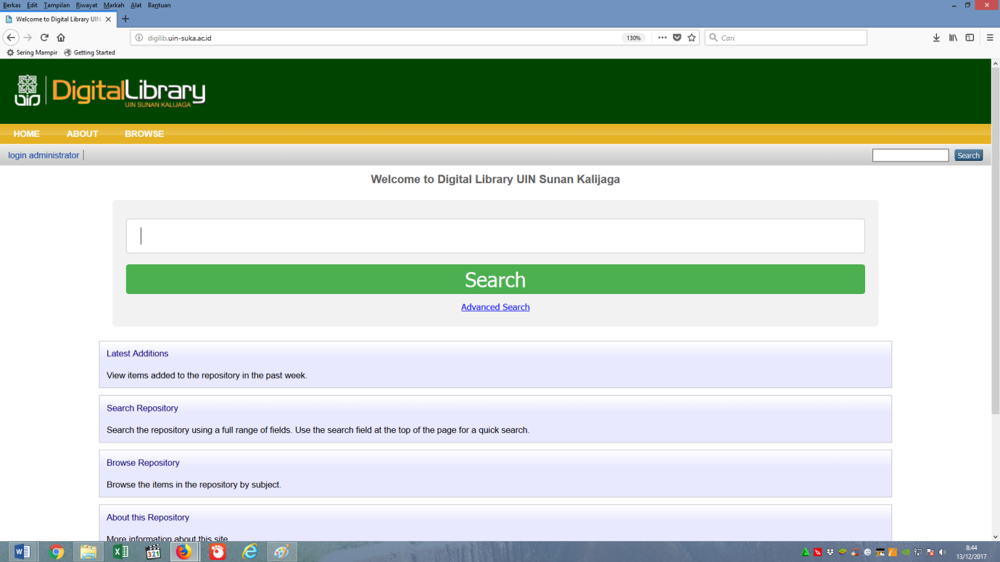 Berkas Edit Tampilan Riwayat Markah Alat Bantuan
Welcome to Digital Library UIN
digilib.uin-suka.ac.id 130% Cari
Sering Mampir Getting Started
UIN DigitalLibrary
UIN SUNAN KALIJAGA
HOME ABOUT BROWSE
login administrator Search
Welcome to Digital Library UIN Sunan Kalijaga
Search
Advanced Search
Latest Additions
View items added to the repository in the past week.
Search Repository
Search the repository using a full range of fields. Use the search field at the top of the page for a quick search.
Browse Repository
Browse the items in the repository by subject.
About this Repository
More information about this site
321
8:44
13/12/2017